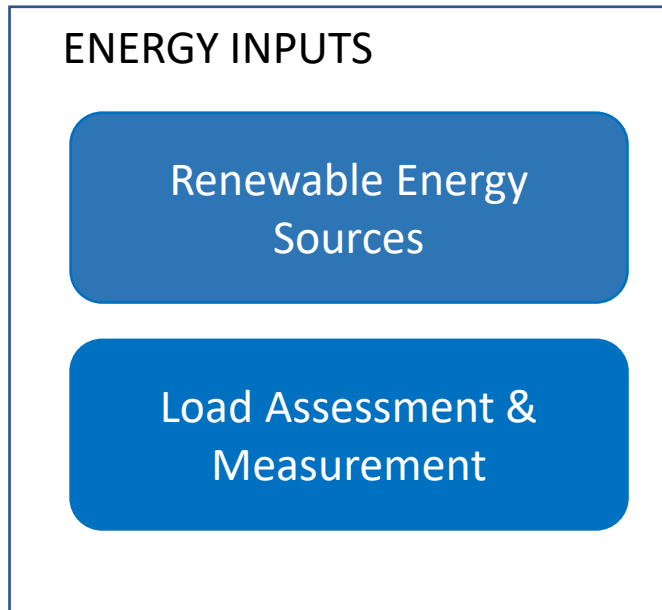 ENERGY INPUTS
Renewable Energy
Sources
Load Assessment &
Measurement